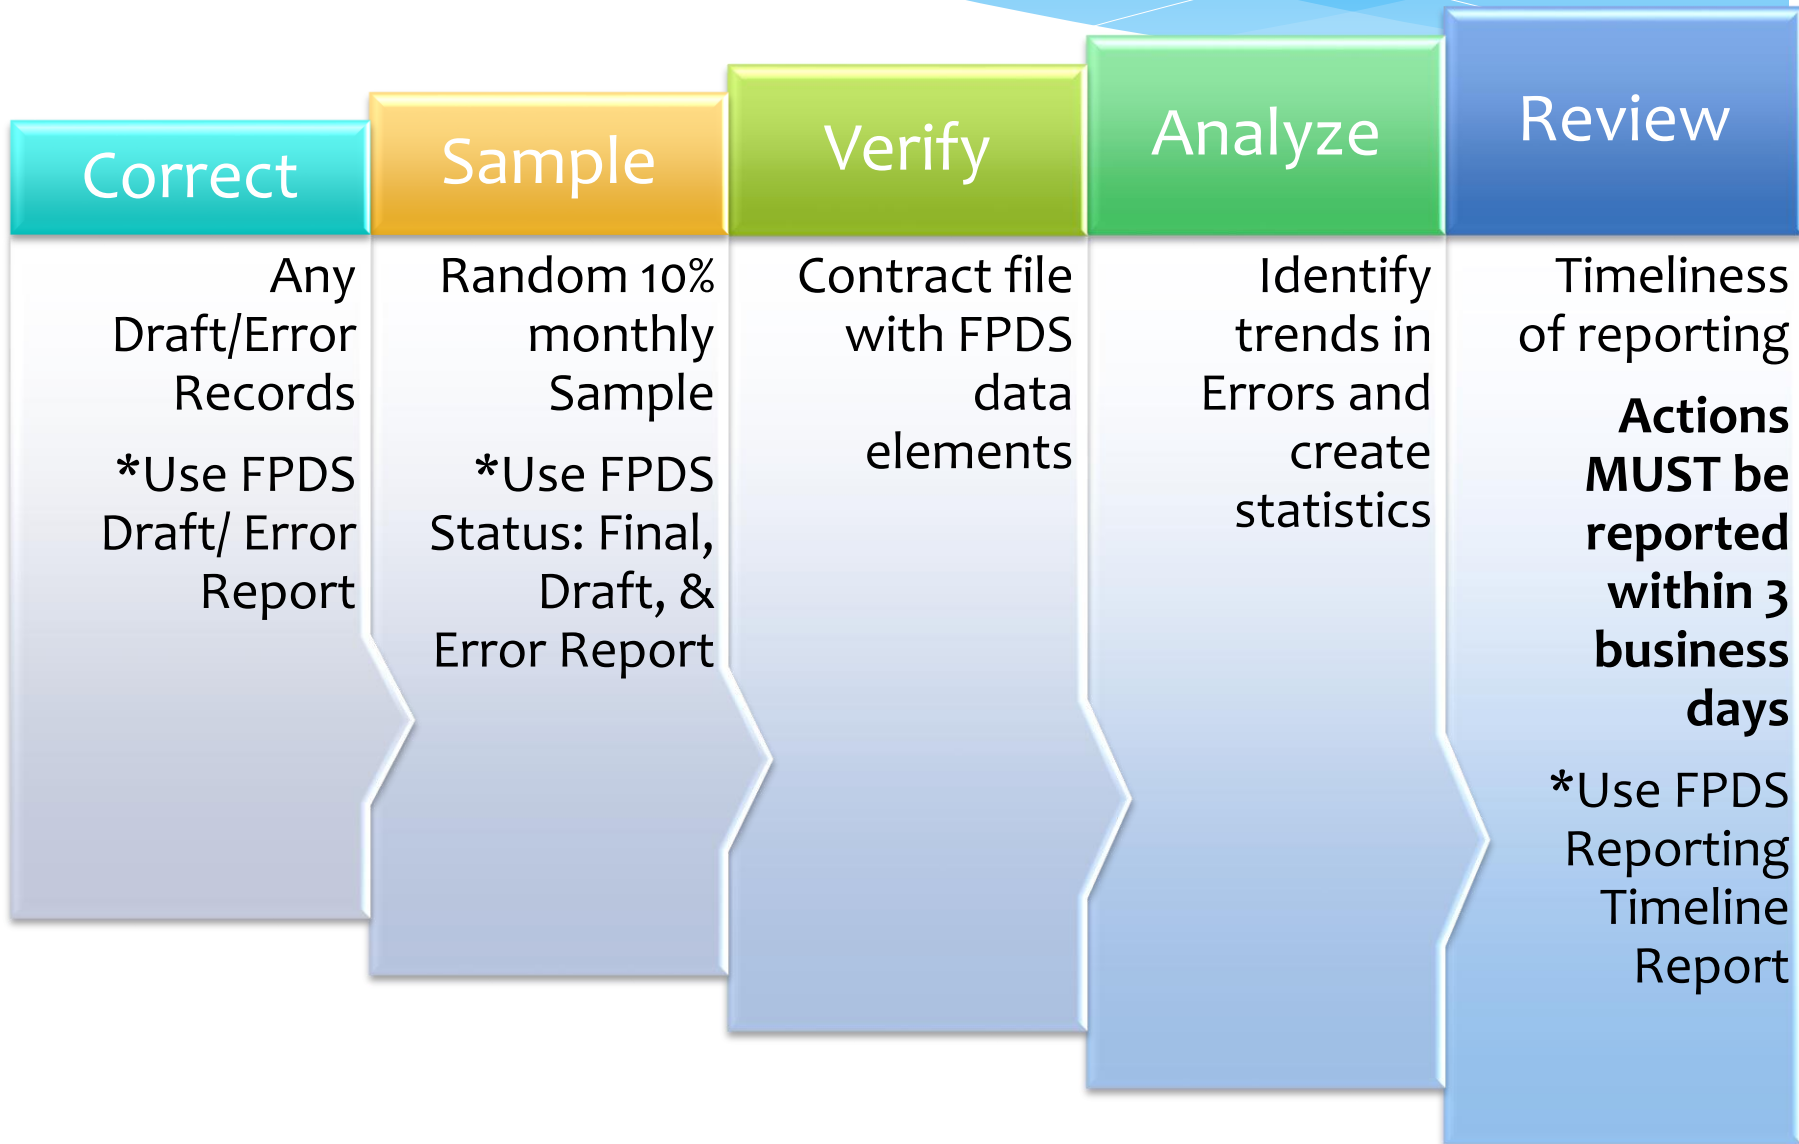 Correct
Any
Draft/Error
Records
*Use FPDS
Draft/ Error
Report
Sample
Random 10%
monthly
Sample
*Use FPDS
Status: Final,
Draft, &
Error Report
Verify
Contract file
with FPDS
data
elements
Analyze
Identify
trends in
Errors and
create
statistics
Review
Timeliness
of reporting
Actions
MUST be
reported
within 3
business
days
*Use FPDS
Reporting
Timeline
Report